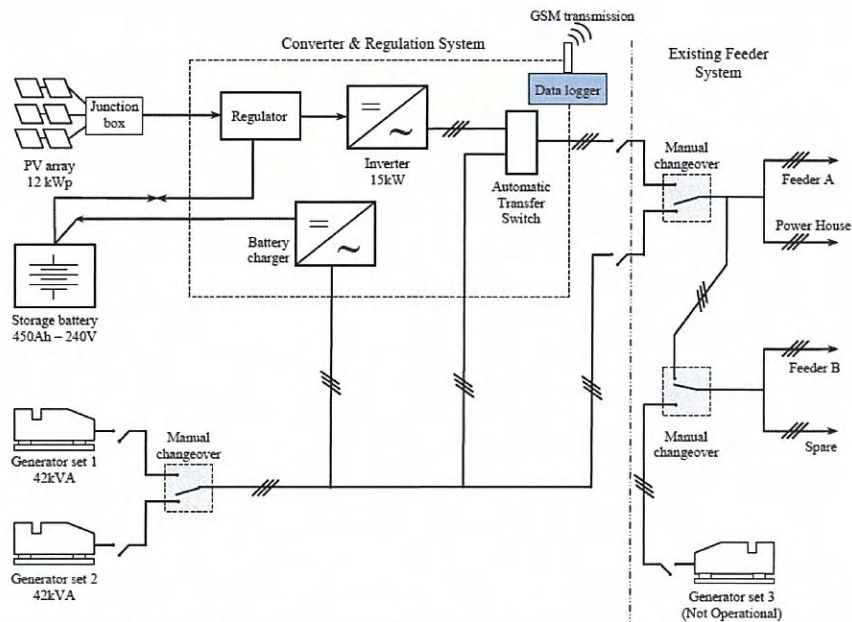 GSM transmission
Converter & Regulation System
Existing Feeder
System
Data logger
Junction
box
Regulator
=
~
PV array
12 kWp
Inverter
15kW
Automatic
Transfer
Switch
Manual
changeover
Feeder A
Power House
Battery
charger
=
~
Storage battery
450Ah – 240V
Feeder B
Manual
changeover
Spare
Generator set 1
42kVA
Manual
changeover
Generator set 2
42kVA
Generator set 3
(Not Operational)